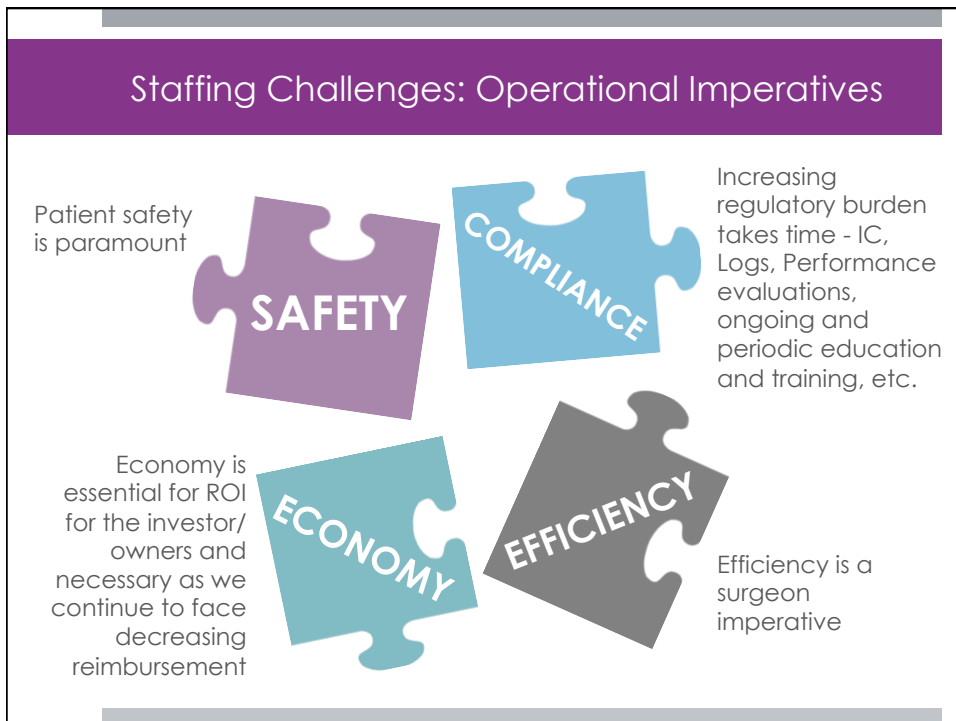 Staffing Challenges: Operational Imperatives
Patient safety
is paramount
SAFETY
COMPLIANCE
Increasing
regulatory burden
takes time - IC,
Logs, Performance
evaluations,
ongoing and
periodic education
and training, etc.
Economy is
essential for ROI
for the investor/
owners and
necessary as we
continue to face
decreasing
reimbursement
ECONOMY
EFFICIENCY
Efficiency is a
surgeon
imperative